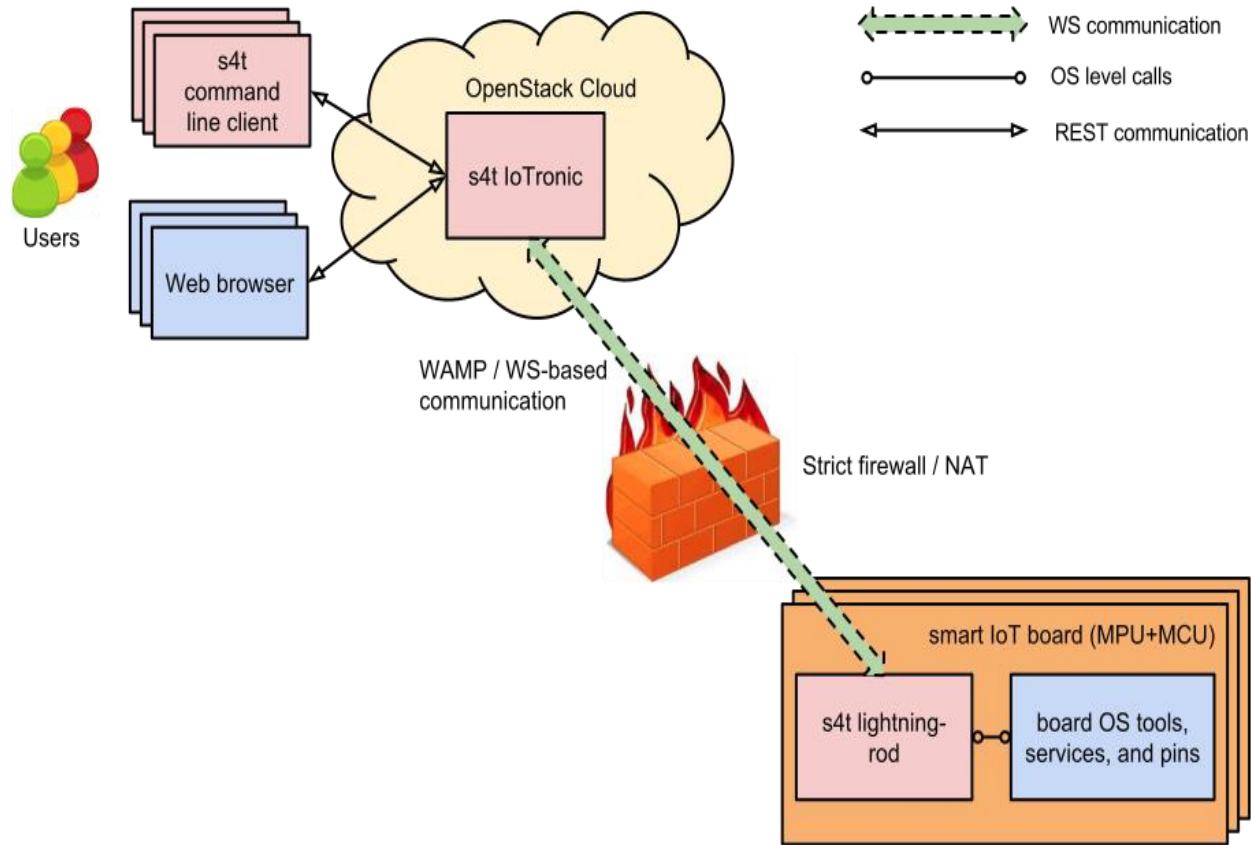 s4t
command
line client
Users
Web browser
OpenStack Cloud
s4t IoTronic
WS communication
OS level calls
REST communication
WAMP / WS-based
communication
Strict firewall / NAT
smart IoT board (MPU+MCU)
s4t lightning-
rod
board OS tools,
services, and pins